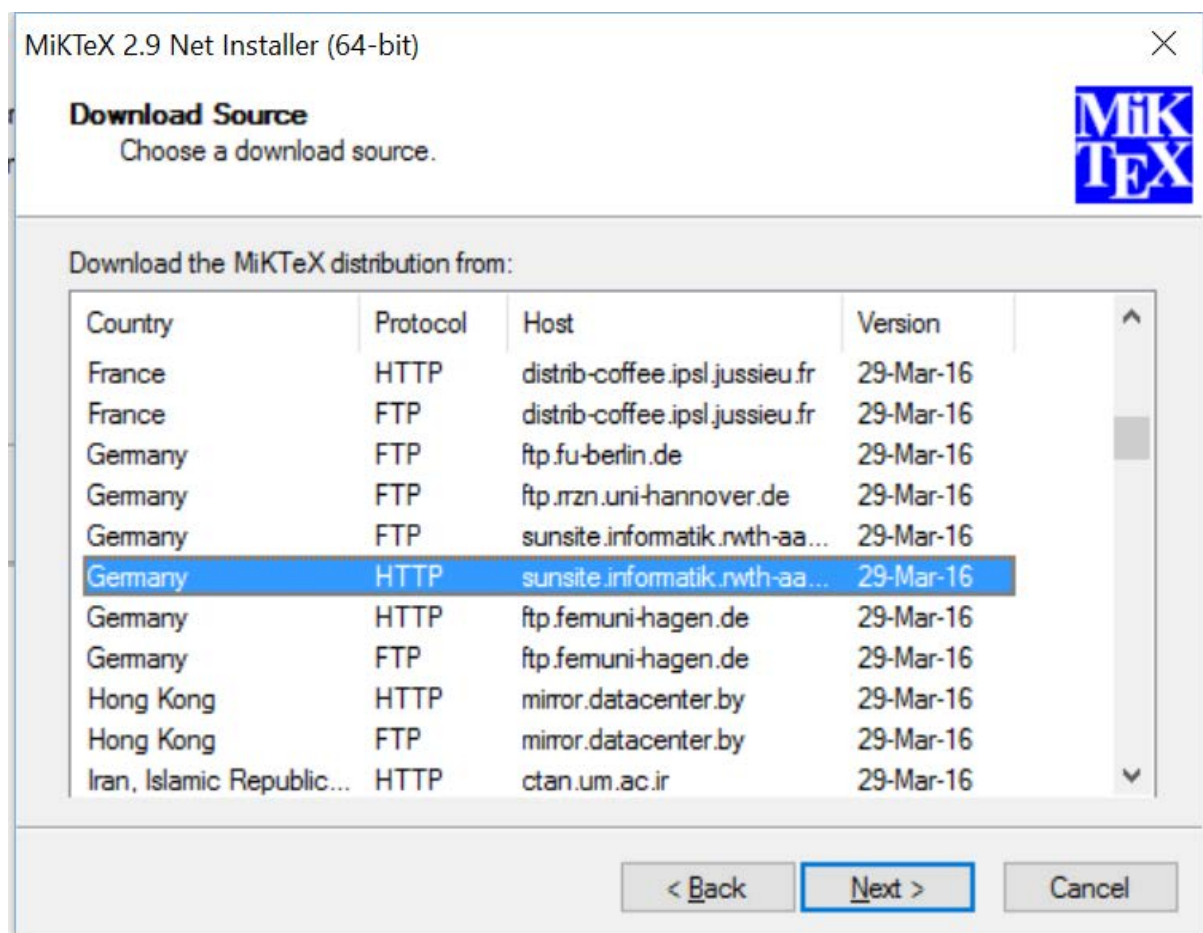 MiKTeX 2.9 Net Installer (64-bit)
Download Source
Choose a download source.
MiK
TEX
Download the MiKTeX distribution from:
Country Protocol Host Version
France HTTP distrib-coffee.ipsl.jussieu.fr 29-Mar-16
France FTP distrib-coffee.ipsl.jussieu.fr 29-Mar-16
Germany FTP ftp.fu-berlin.de 29-Mar-16
Germany FTP ftp.rrzn.uni-hannover.de 29-Mar-16
Germany FTP sunsite.informatik.rwth-aa... 29-Mar-16
Germany HTTP sunsite.informatik.rwth-aa... 29-Mar-16
Germany HTTP ftp.fernuni-hagen.de 29-Mar-16
Germany FTP ftp.fernuni-hagen.de 29-Mar-16
Hong Kong HTTP mirror.datacenter.by 29-Mar-16
Hong Kong FTP mirror.datacenter.by 29-Mar-16
Iran, Islamic Republic... HTTP ctan.um.ac.ir 29-Mar-16
< Back Next > Cancel